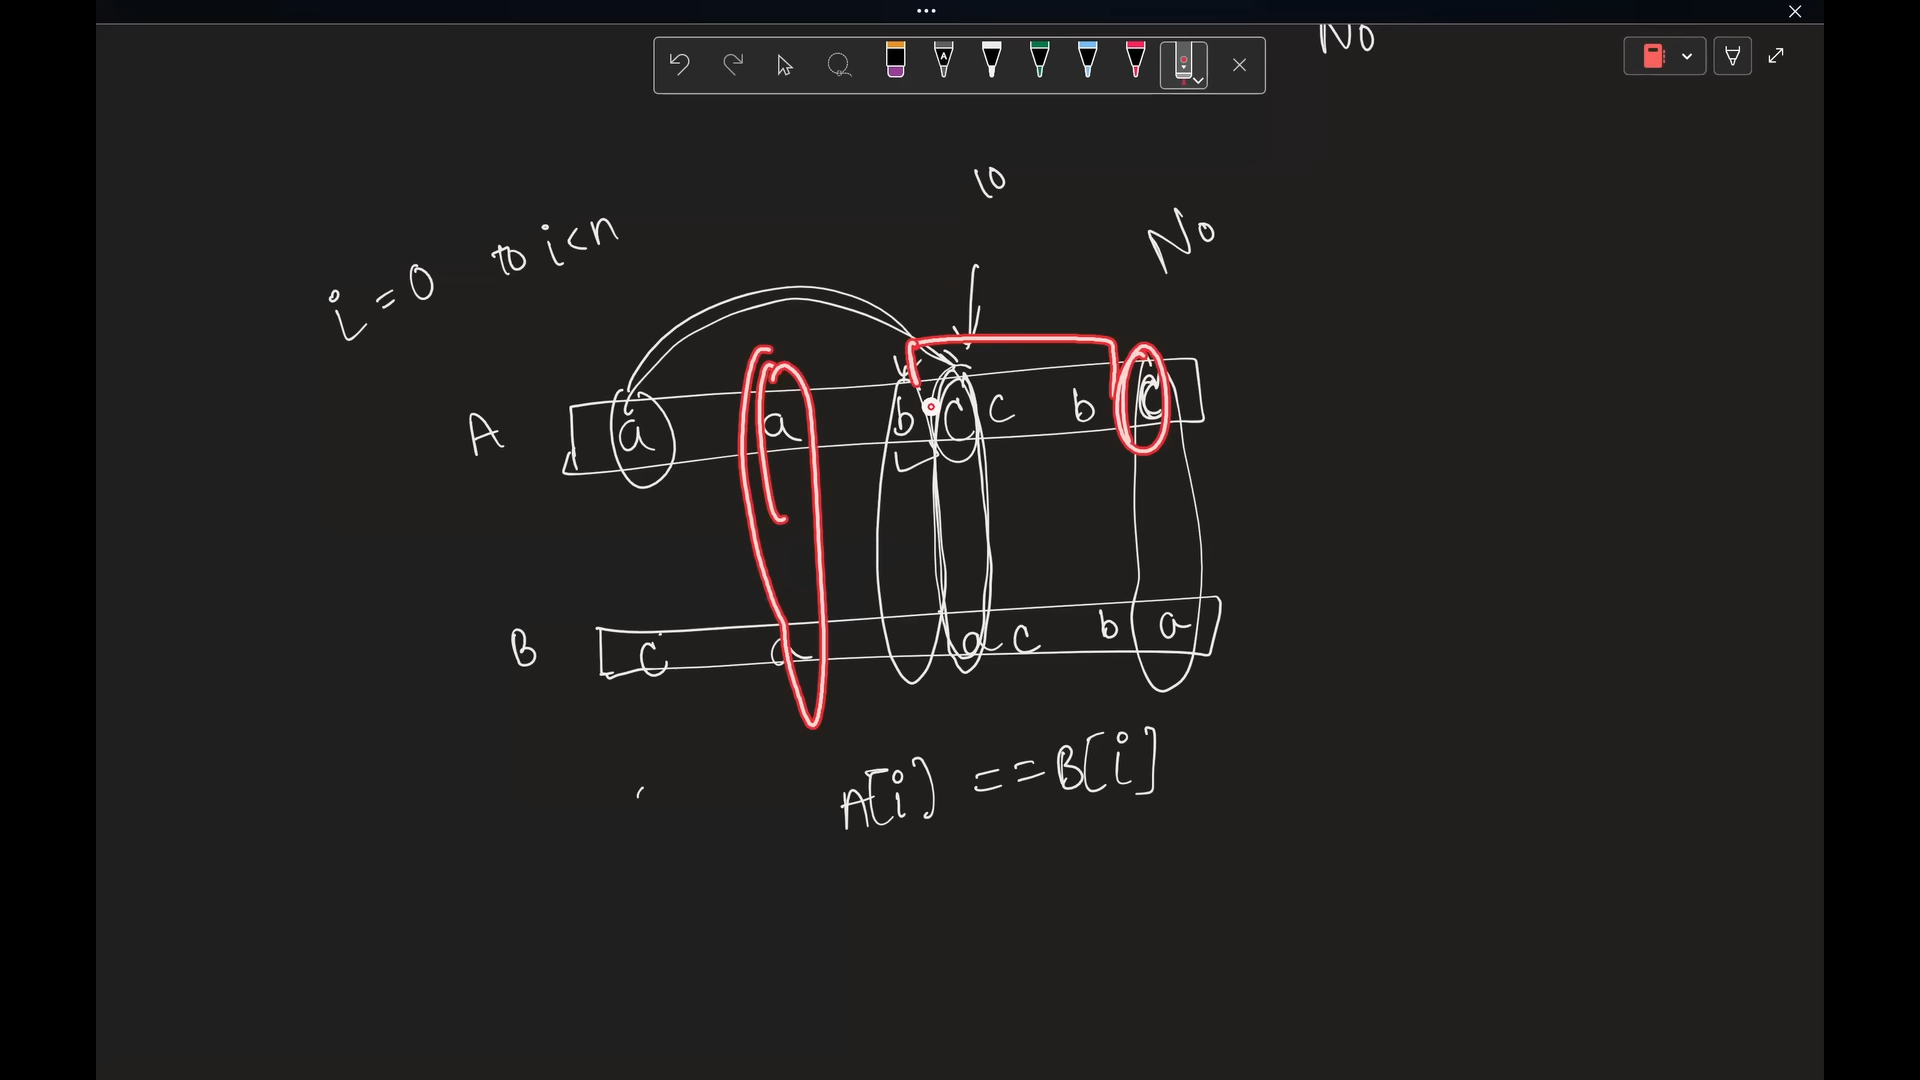 No
10
i = 0 to i<n
No
A a a b C c b C
B C a a c b a
A[i] == B[i]